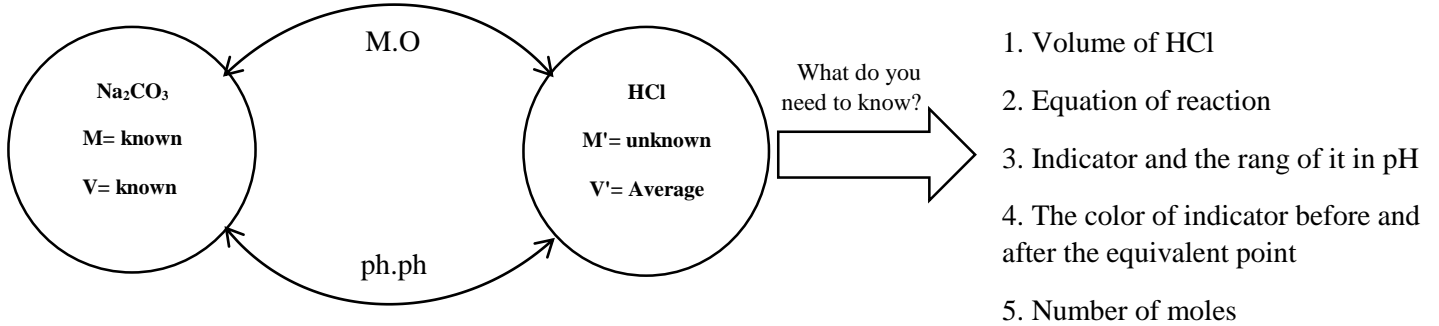 M.O
Na₂CO₃
M= known
V= known
HCl
M'= unknown
V'= Average
ph.ph
What do you
need to know?
1. Volume of HCl
2. Equation of reaction
3. Indicator and the rang of it in pH
4. The color of indicator before and
after the equivalent point
5. Number of moles